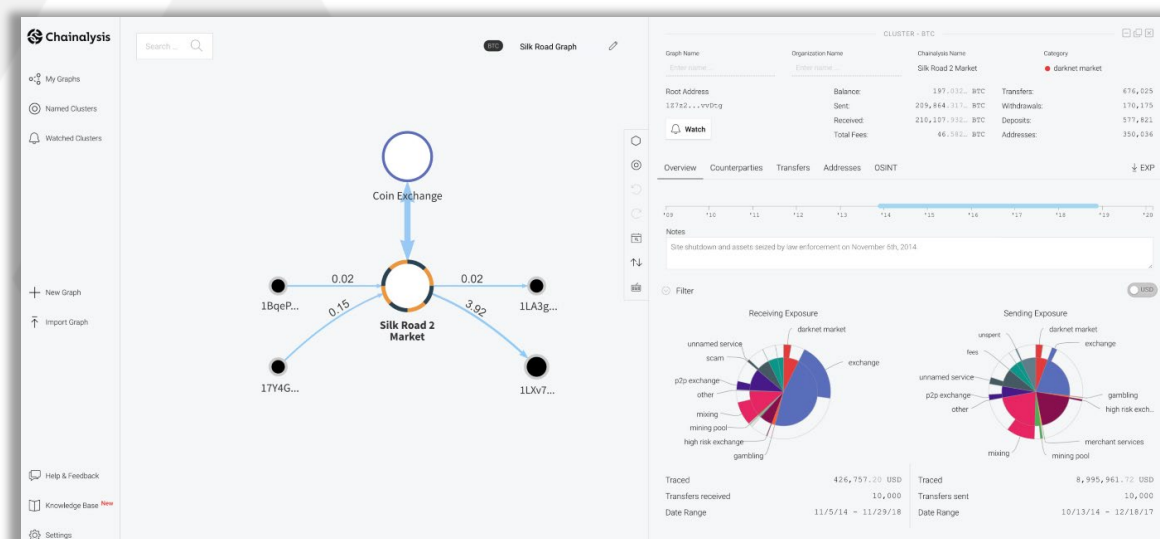 Chainalysis
My Graphs
Named Clusters
Watched Clusters
New Graph
Import Graph
Help & Feedback
Knowledge Base New
Settings
Search ...
BTC
Silk Road Graph
Coin Exchange
0.02
0.02
0.15
3.92
1BqeP...
1LA3g...
Silk Road 2
Market
17Y4G...
1LXv7...
CLUSTER - BTC
Graph Name
Organization Name
Chainalysis Name
Category
Enter name ...
Enter name ...
Silk Road 2 Market
darknet market
Root Address
Balance: 197.032... BTC
Transfers: 676,025
Sent: 209,864.317... BTC
Withdrawals: 170,175
Watch
Received: 210,107.932... BTC
Deposits: 577,821
Total Fees: 46.582... BTC
Addresses: 350,036
Overview
Counterparties
Transfers
Addresses
OSINT
EXP
'09 '10 '11 '12 '13 '14 '15 '16 '17 '18 '19 '20
Notes
Site shutdown and assets seized by law enforcement on November 6th, 2014
Filter
USD
Receiving Exposure
darknet market
exchange
unnamed service
scam
p2p exchange
other
mixing
mining pool
high risk exchange
gambling
Sending Exposure
unspent
darknet market
exchange
fees
unnamed service
p2p exchange
other
gambling
high risk exch...
merchant services
mixing
mining pool
Traced 426,757.20 USD
Transfers received 10,000
Date Range 11/5/14 – 11/29/18
Traced 8,995,961.72 USD
Transfers sent 10,000
Date Range 10/13/14 – 12/18/17